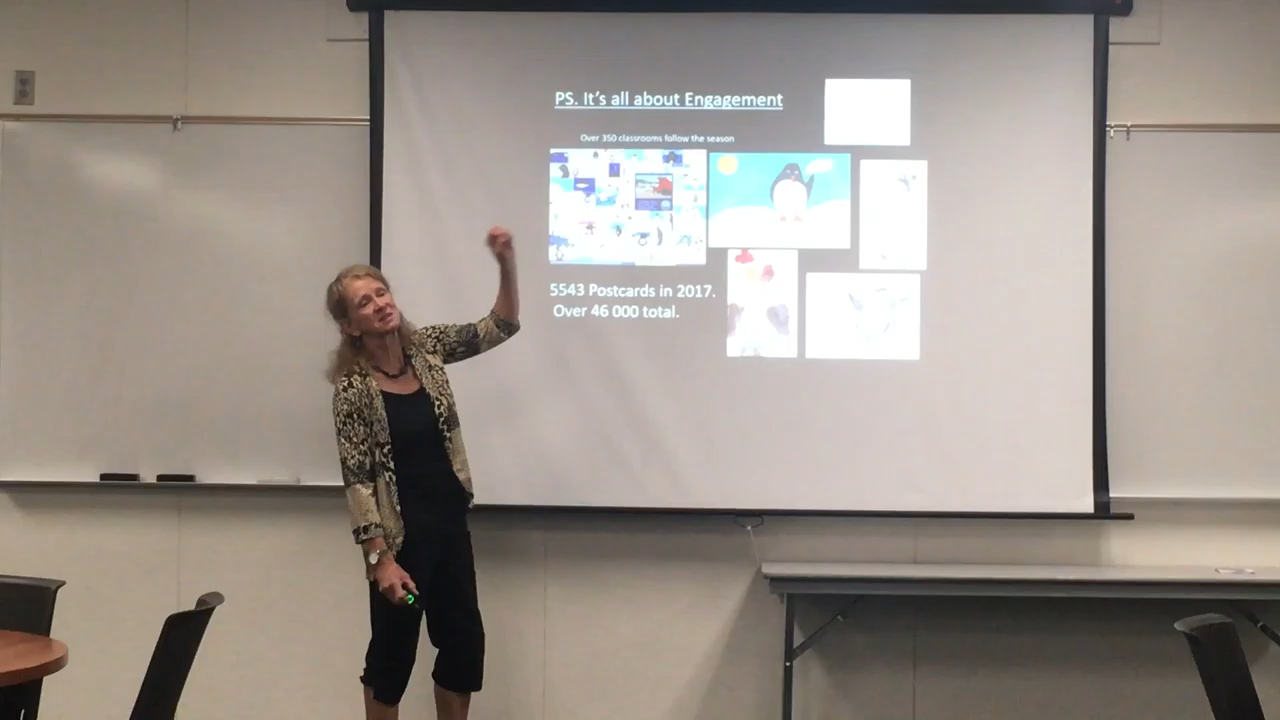 PS. It's all about Engagement
Over 350 classrooms follow the season
5543 Postcards in 2017.
Over 46 000 total.